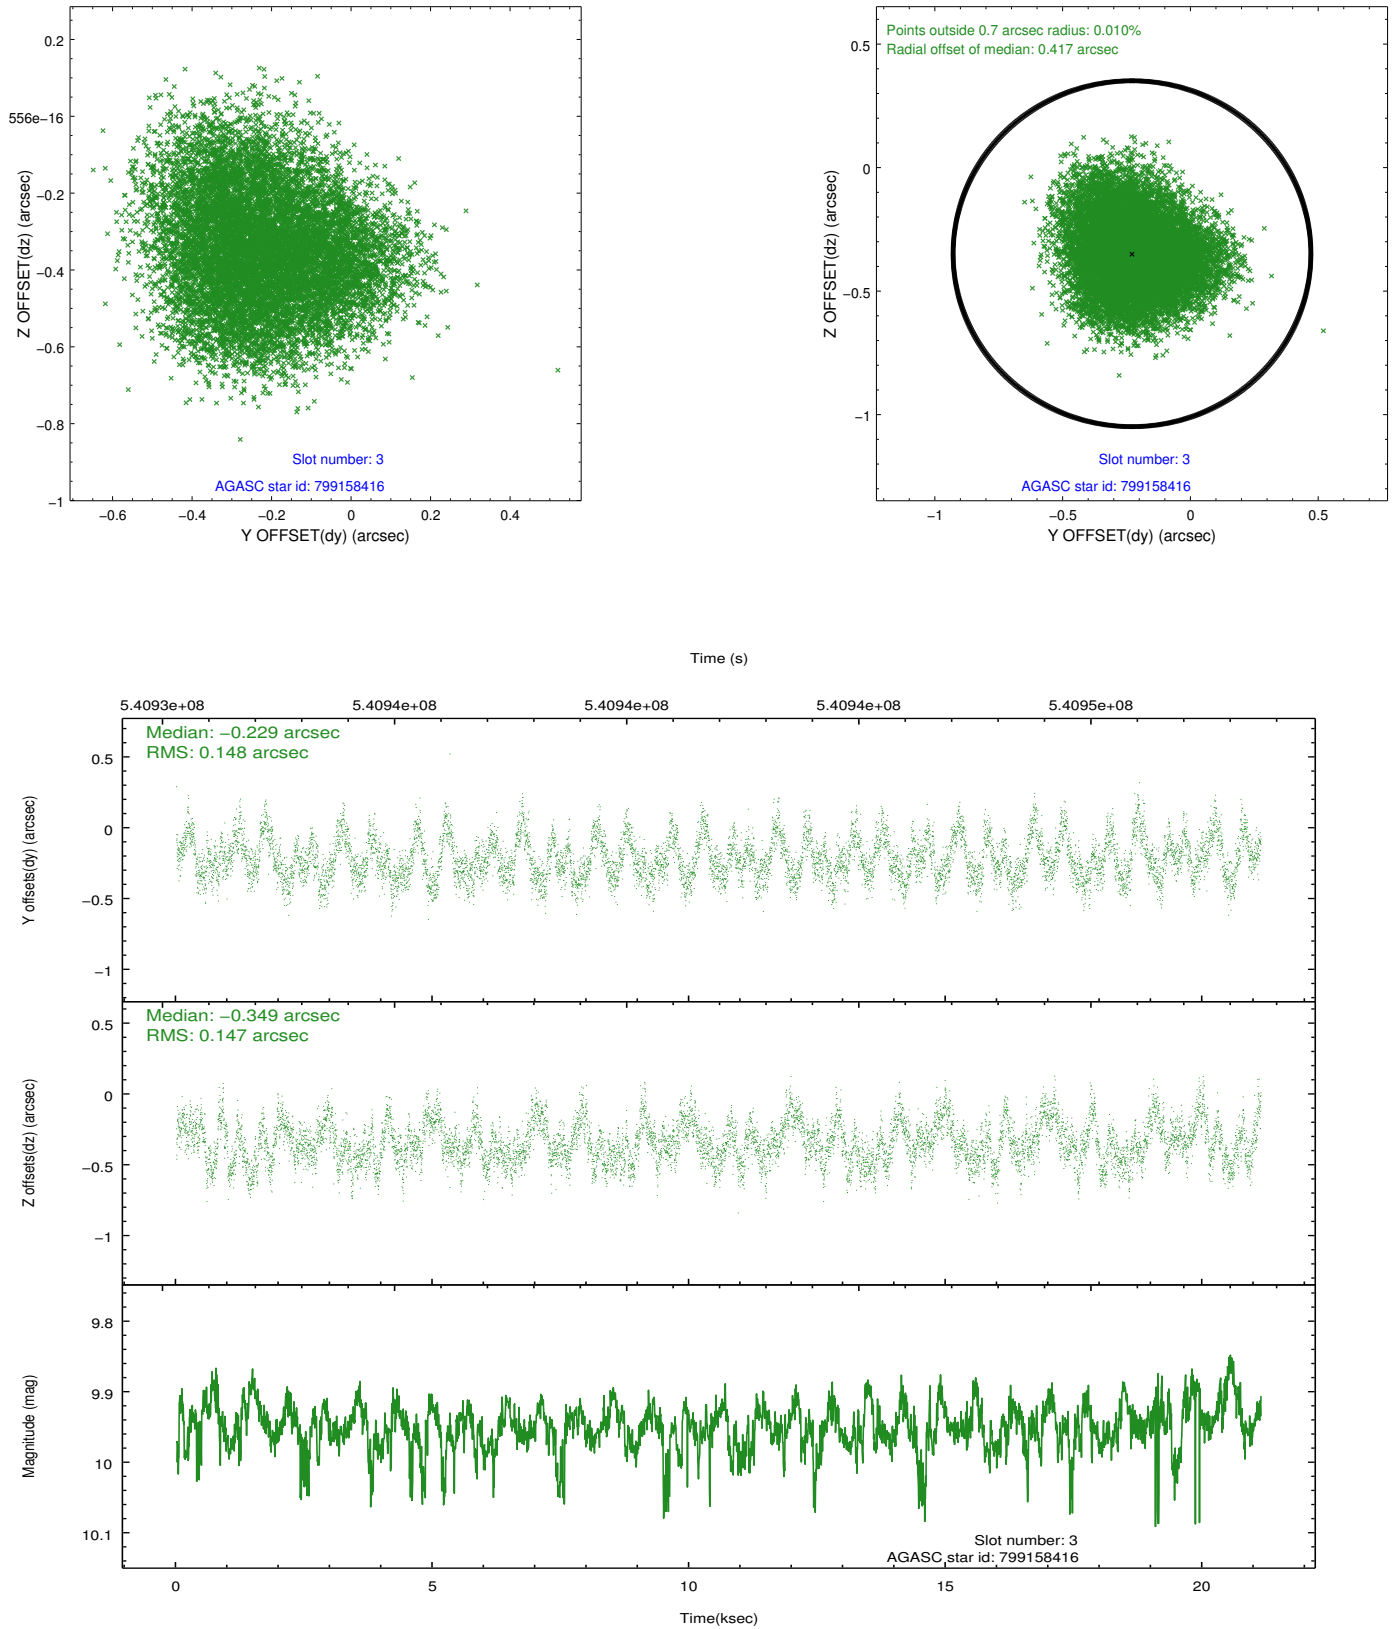 0.2
556e−16
−0.2
−0.4
−0.6
−0.8
−1
Z OFFSET(dz) (arcsec)
Slot number: 3
AGASC star id: 799158416
−0.6 −0.4 −0.2 0 0.2 0.4
Y OFFSET(dy) (arcsec)
Points outside 0.7 arcsec radius: 0.010%
Radial offset of median: 0.417 arcsec
0.5
0
−0.5
−1
Z OFFSET(dz) (arcsec)
Slot number: 3
AGASC star id: 799158416
−1 −0.5 0 0.5
Y OFFSET(dy) (arcsec)
Time (s)
5.4093e+08 5.4094e+08 5.4094e+08 5.4094e+08 5.4095e+08
Median: −0.229 arcsec
RMS: 0.148 arcsec
0.5
0
−0.5
−1
Y offsets(dy) (arcsec)
Median: −0.349 arcsec
RMS: 0.147 arcsec
0.5
0
−0.5
−1
Z offsets(dz) (arcsec)
9.8
9.9
10
10.1
Magnitude (mag)
Slot number: 3
AGASC star id: 799158416
0 5 10 15 20
Time(ksec)